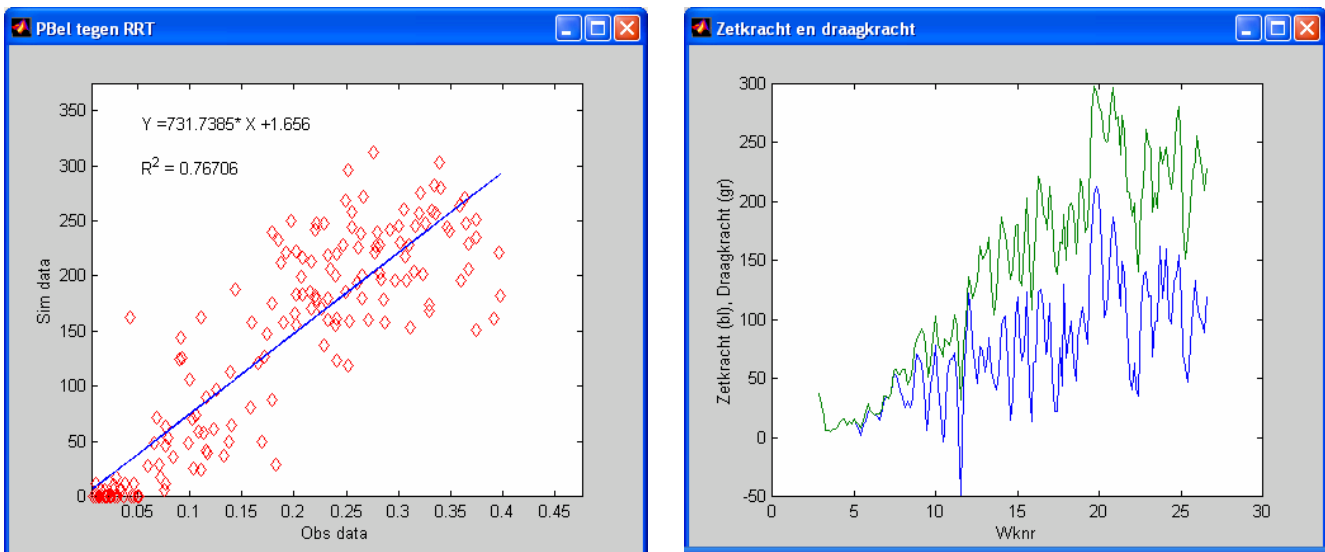 PBel tegen RRT
Y =731.7385* X +1.656
R² = 0.76706
350
300
250
200
150
100
50
0
Sim data
0.05 0.1 0.15 0.2 0.25 0.3 0.35 0.4 0.45
Obs data
Zetkracht en draagkracht
300
250
200
150
100
50
0
-50
Zetkracht (bl), Draagkracht (gr)
0 5 10 15 20 25 30
Wknr